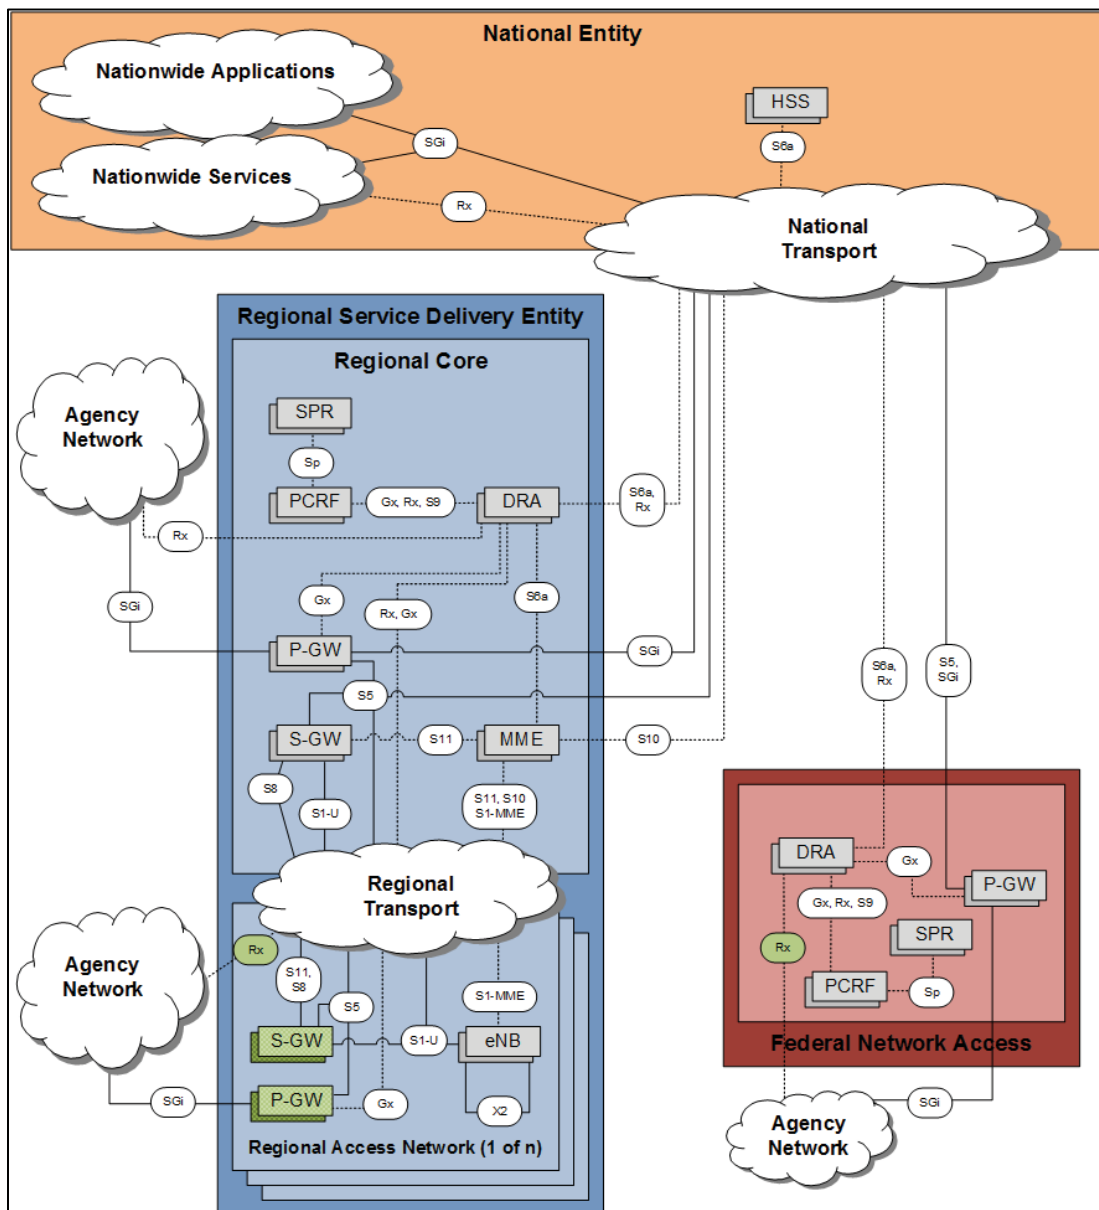 National Entity
Nationwide Applications
HSS
SGi
S6a
Nationwide Services
Rx
National
Transport
Regional Service Delivery Entity
Regional Core
Agency
Network
SPR
Sp
PCRF
Gx, Rx, S9
DRA
S6a,
Rx
Rx
Gx
Rx, Gx
S6a
SGi
P-GW
SGi
S6a,
Rx
S5,
SGi
S5
S-GW
S11
MME
S10
S8
S1-U
S11, S10
S1-MME
DRA
Gx
P-GW
Regional
Transport
Gx, Rx, S9
SPR
Rx
Agency
Network
Rx
S11,
S8
S5
S1-MME
PCRF
Sp
S-GW
S1-U
eNB
Federal Network Access
P-GW
SGi
Gx
X2
SGi
Agency
Network
Regional Access Network (1 of n)